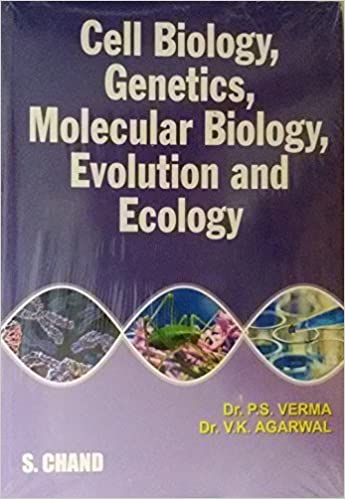 Cell Biology,
Genetics,
Molecular Biology,
Evolution and
Ecology
Dr. P.S. VERMA
Dr. V.K. AGARWAL
S. CHAND